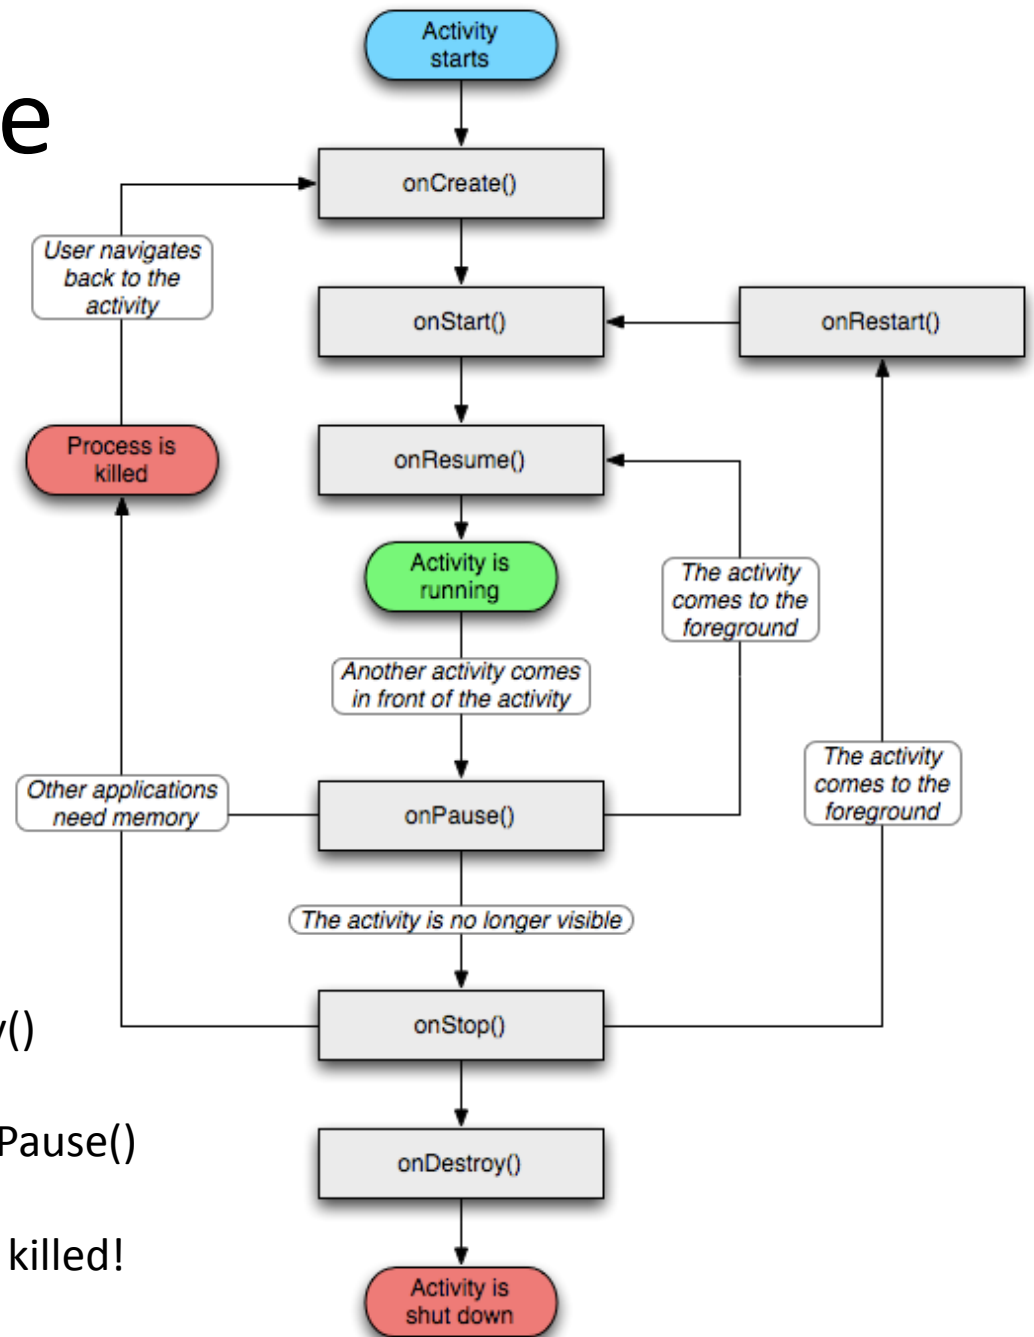 Activity
starts
e
onCreate()
User navigates
back to the
activity
onStart()
onRestart()
Process is
killed
onResume()
Activity is
running
The activity
comes to the
foreground
Another activity comes
in front of the activity
The activity
comes to the
foreground
Other applications
need memory
onPause()
The activity is no longer visible
onStop()
()
Pause()
onDestroy()
killed!
Activity is
shut down